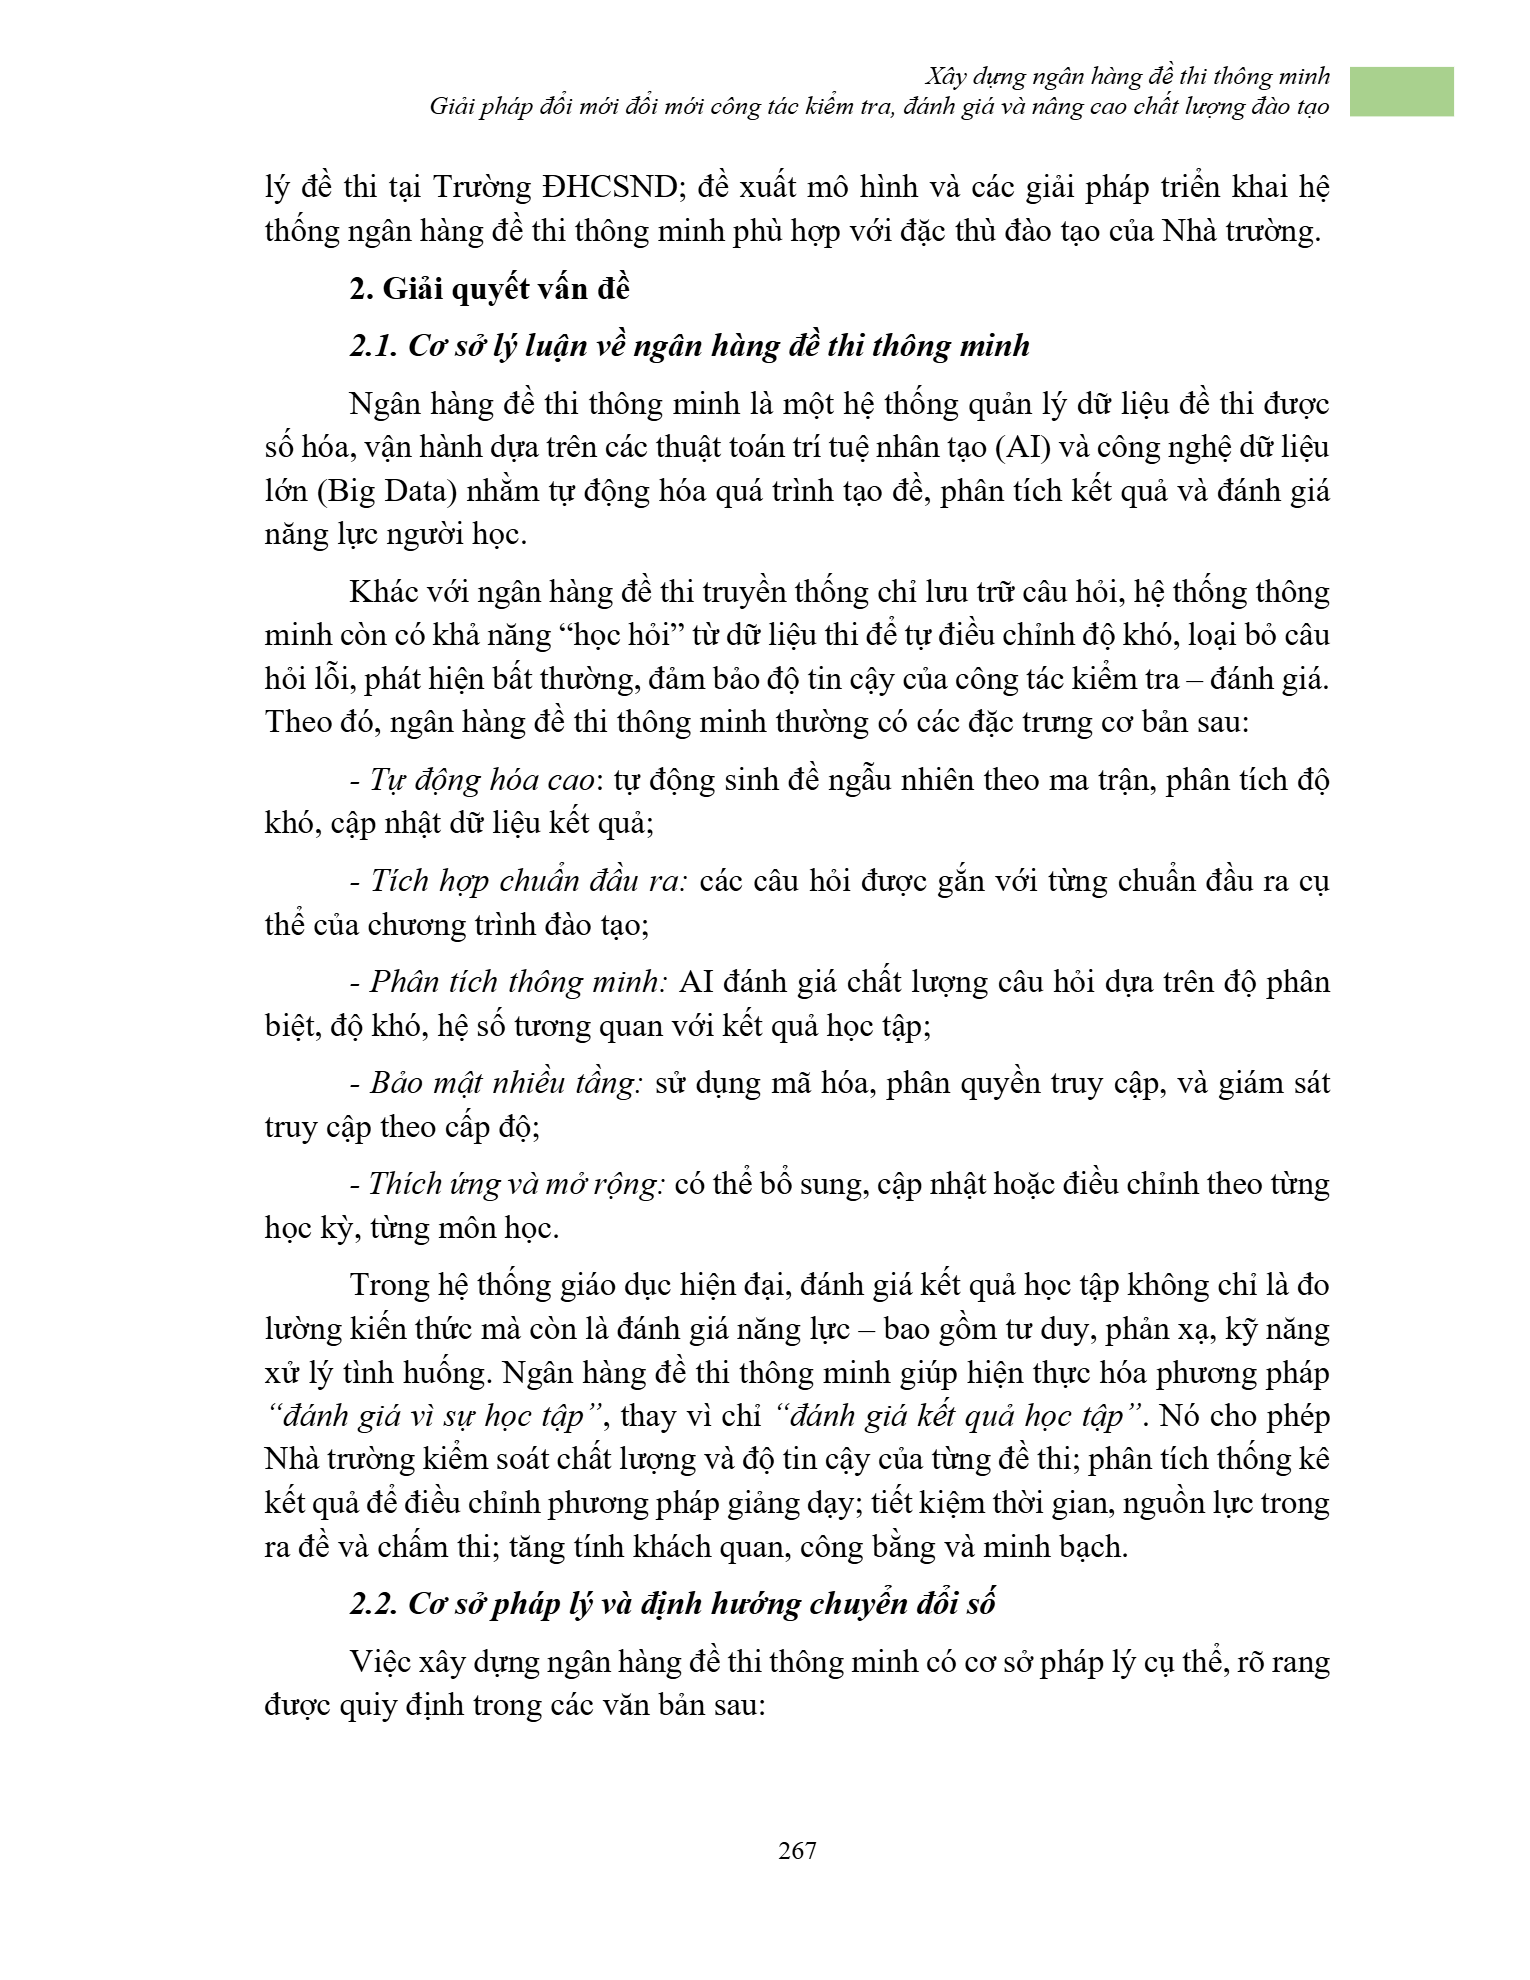 Xây dựng ngân hàng đề thi thông minh
Giải pháp đổi mới đổi mới công tác kiểm tra, đánh giá và nâng cao chất lượng đào tạo
lý đề thi tại Trường ĐHCSND; đề xuất mô hình và các giải pháp triển khai hệ
thống ngân hàng đề thi thông minh phù hợp với đặc thù đào tạo của Nhà trường.
2. Giải quyết vấn đề
2.1. Cơ sở lý luận về ngân hàng đề thi thông minh
Ngân hàng đề thi thông minh là một hệ thống quản lý dữ liệu đề thi được
số hóa, vận hành dựa trên các thuật toán trí tuệ nhân tạo (AI) và công nghệ dữ liệu
lớn (Big Data) nhằm tự động hóa quá trình tạo đề, phân tích kết quả và đánh giá
năng lực người học.
Khác với ngân hàng đề thi truyền thống chỉ lưu trữ câu hỏi, hệ thống thông
minh còn có khả năng “học hỏi” từ dữ liệu thi để tự điều chỉnh độ khó, loại bỏ câu
hỏi lỗi, phát hiện bất thường, đảm bảo độ tin cậy của công tác kiểm tra – đánh giá.
Theo đó, ngân hàng đề thi thông minh thường có các đặc trưng cơ bản sau:
- Tự động hóa cao: tự động sinh đề ngẫu nhiên theo ma trận, phân tích độ
khó, cập nhật dữ liệu kết quả;
- Tích hợp chuẩn đầu ra: các câu hỏi được gắn với từng chuẩn đầu ra cụ
thể của chương trình đào tạo;
- Phân tích thông minh: AI đánh giá chất lượng câu hỏi dựa trên độ phân
biệt, độ khó, hệ số tương quan với kết quả học tập;
- Bảo mật nhiều tầng: sử dụng mã hóa, phân quyền truy cập, và giám sát
truy cập theo cấp độ;
- Thích ứng và mở rộng: có thể bổ sung, cập nhật hoặc điều chỉnh theo từng
học kỳ, từng môn học.
Trong hệ thống giáo dục hiện đại, đánh giá kết quả học tập không chỉ là đo
lường kiến thức mà còn là đánh giá năng lực – bao gồm tư duy, phản xạ, kỹ năng
xử lý tình huống. Ngân hàng đề thi thông minh giúp hiện thực hóa phương pháp
“đánh giá vì sự học tập”, thay vì chỉ “đánh giá kết quả học tập”. Nó cho phép
Nhà trường kiểm soát chất lượng và độ tin cậy của từng đề thi; phân tích thống kê
kết quả để điều chỉnh phương pháp giảng dạy; tiết kiệm thời gian, nguồn lực trong
ra đề và chấm thi; tăng tính khách quan, công bằng và minh bạch.
2.2. Cơ sở pháp lý và định hướng chuyển đổi số
Việc xây dựng ngân hàng đề thi thông minh có cơ sở pháp lý cụ thể, rõ rang
được quiy định trong các văn bản sau:
267